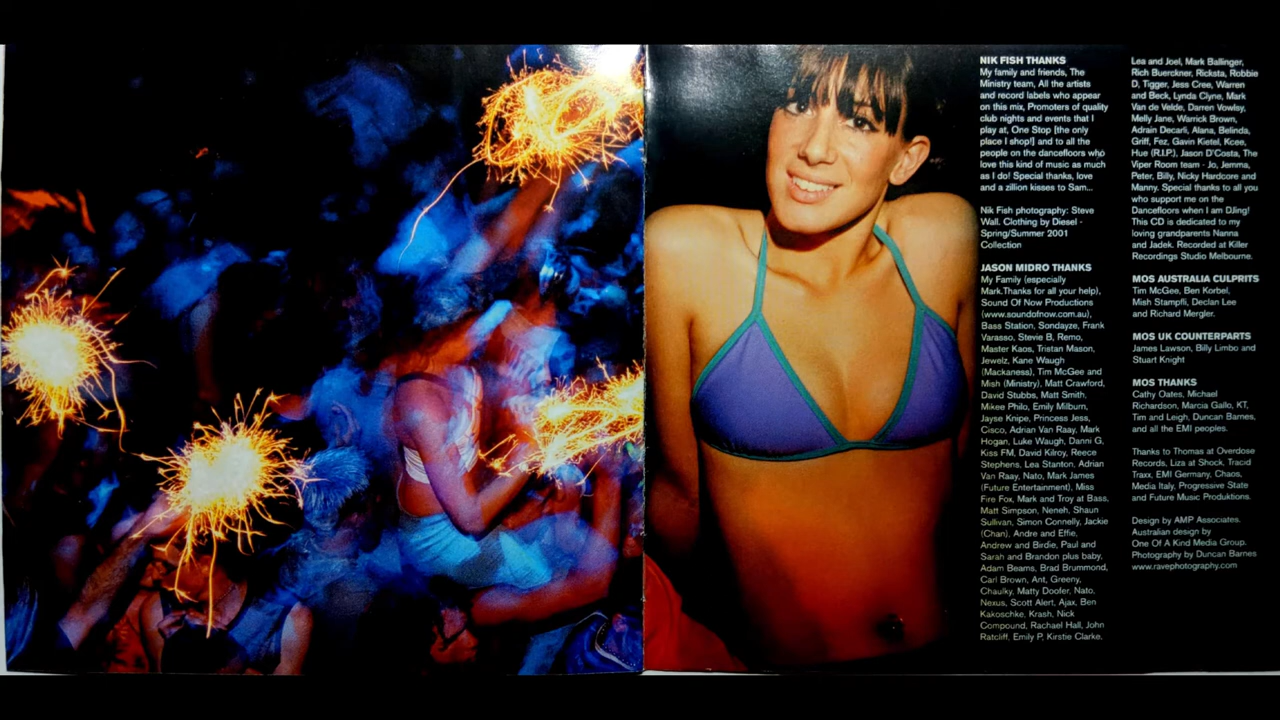 NIK FISH THANKS
My family and friends, The
Ministry team, All the artists
and record labels who appear
on this mix, Promoters of quality
club nights and events that I
play at, One Stop [the only
place I shop!] and to all the
people on the dancefloors who
love this kind of music as much
as I do! Special thanks, love
and a zillion kisses to Sam...
Nik Fish photography: Steve
Wall. Clothing by Diesel -
Spring/Summer 2001
Collection
JASON MIDRO THANKS
My Family (especially
Mark,Thanks for all your help),
Sound Of Now Productions
(www.soundofnow.com.au),
Bass Station, Sondayze, Frank
Varasso, Stevie B, Remo,
Master Kaos, Tristan Mason,
Jewelz, Kane Waugh
(Mackaness), Tim McGee and
Mish (Ministry), Matt Crawford,
David Stubbs, Matt Smith,
Mikee Philo, Emily Milburn,
Jayse Knipe, Princess Jess,
Cisco, Adrian Van Raay, Mark
Hogan, Luke Waugh, Danni G,
Kiss FM, David Kilroy, Reece
Stephens, Lea Stanton, Adrian
Van Raay, Nato, Mark James
(Future Entertainment), Miss
Fire Fox, Mark and Troy at Bass,
Matt Simpson, Neneh, Shaun
Sullivan, Simon Connelly, Jackie
(Chan), Andre and Effie,
Andrew and Birdie, Paul and
Sarah and Brandon plus baby,
Adam Beams, Brad Brummond,
Carl Brown, Ant, Greeny,
Chaulky, Matty Doofer, Nato,
Nexus, Scott Alert, Ajax, Ben
Kakoschke, Krash, Nick
Compound, Rachael Hall, John
Ratcliff, Emily P, Kirstie Clarke,
Lea and Joel, Mark Ballinger,
Rich Buerckner, Ricksta, Robbie
D, Tigger, Jess Cree, Warren
and Beck, Lynda Clyne, Mark
Van de Velde, Darren Vowlsy,
Melly Jane, Warrick Brown,
Adrain Decarli, Alana, Belinda,
Griff, Fez, Gavin Kietel, Kcee,
Hue (R.I.P.), Jason D'Costa, The
Viper Room team - Jo, Jemma,
Peter, Billy, Nicky Hardcore and
Manny. Special thanks to all you
who support me on the
Dancefloors when I am DJing!
This CD is dedicated to my
loving grandparents Nanna
and Jadek. Recorded at Killer
Recordings Studio Melbourne.
MOS AUSTRALIA CULPRITS
Tim McGee, Ben Korbel,
Mish Stampfli, Declan Lee
and Richard Mergler.
MOS UK COUNTERPARTS
James Lawson, Billy Limbo and
Stuart Knight
MOS THANKS
Cathy Oates, Michael
Richardson, Marcia Gallo, KT,
Tim and Leigh, Duncan Barnes,
and all the EMI peoples.
Thanks to Thomas at Overdose
Records, Liza at Shock, Tracid
Traxx, EMI Germany, Chaos,
Media Italy, Progressive State
and Future Music Produktions.
Design by AMP Associates.
Australian design by
One Of A Kind Media Group.
Photography by Duncan Barnes
www.ravephotography.com